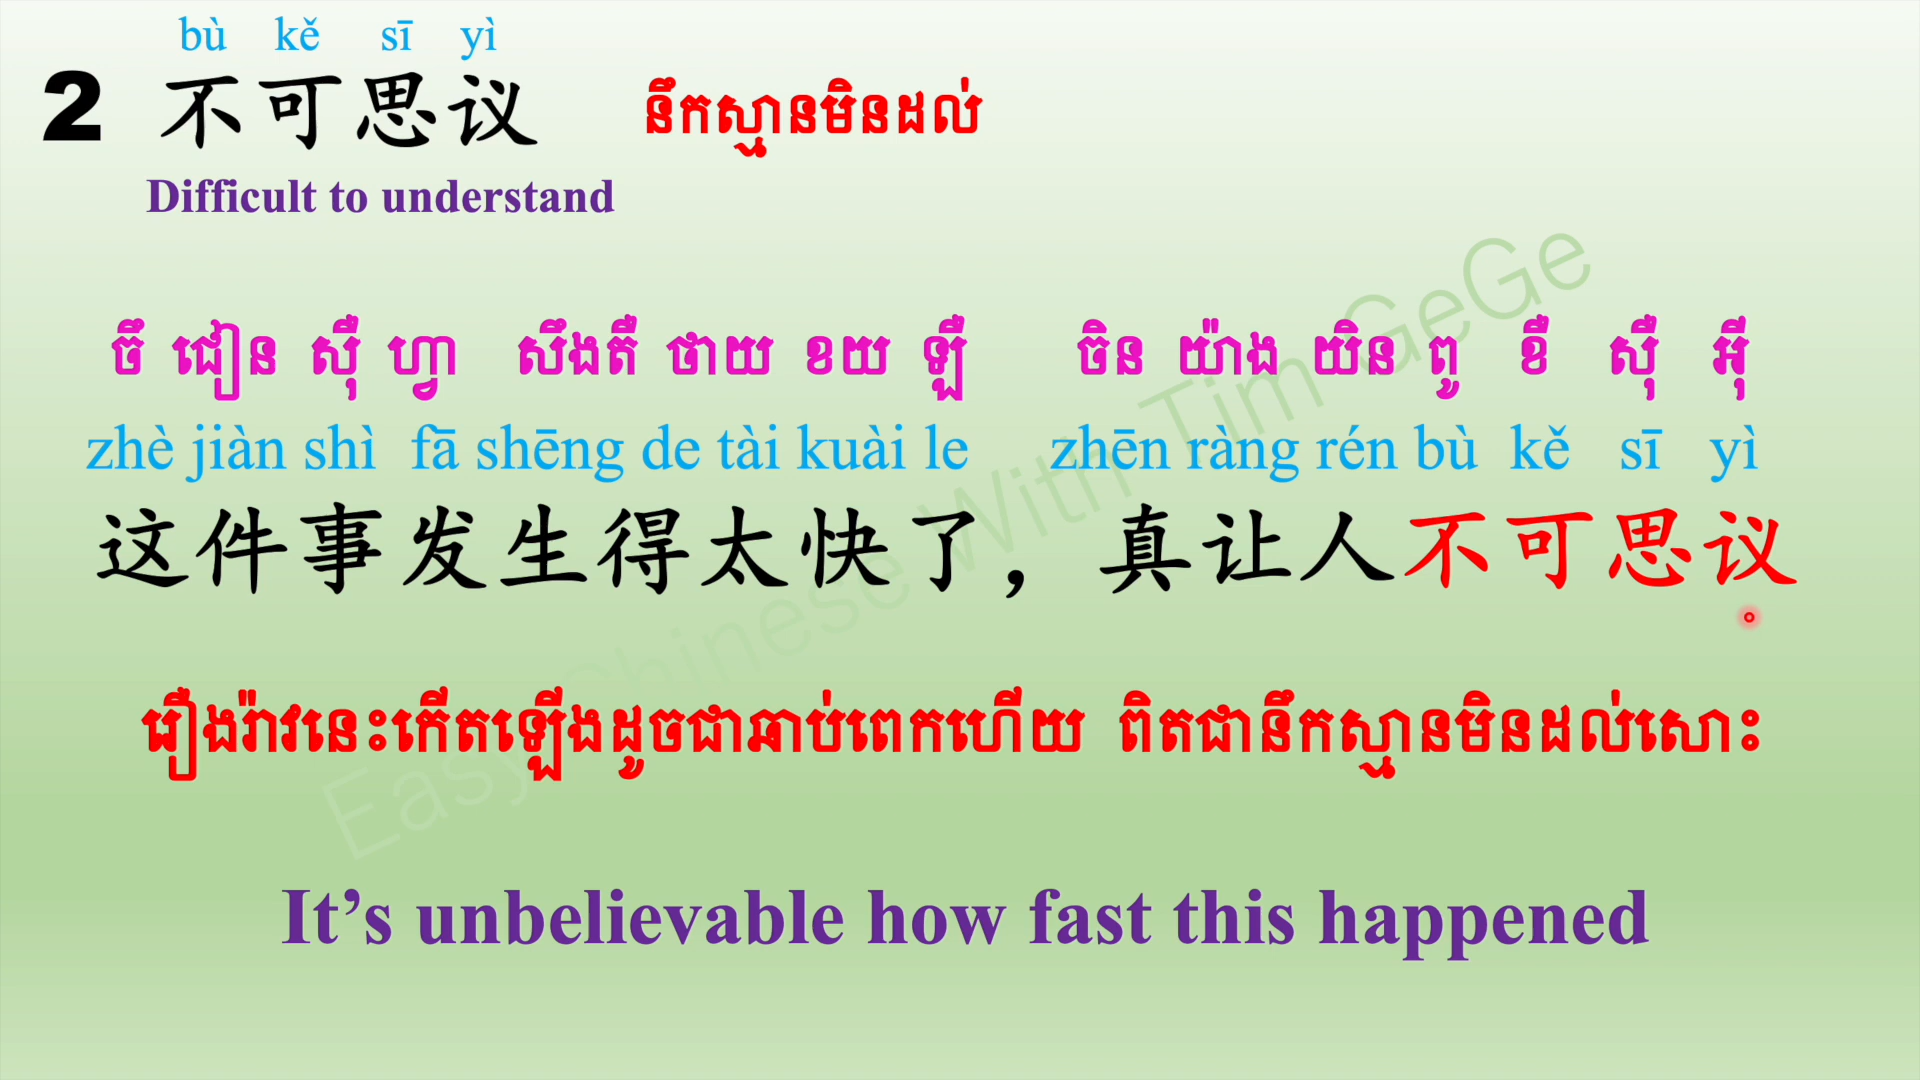 bù kě sī yì
2 不可思议 នឹកស្មានមិនដល់
Difficult to understand
ចឺ ជៀន ស៊ឺ ហ្វា សឹងតឺ ថាយ ខយ ឡឺ ចិន យ៉ាង យិន ពូ ខឺ ស៊ឺ អ៊ី
zhè jiàn shì fā shēng de tài kuài le zhēn ràng rén bù kě sī yì
这件事发生得太快了，真让人不可思议
រឿងរ៉ាវនេះកើតឡើងដូចជាឆាប់ពេកហើយ ពិតជានឹកស្មានមិនដល់សោះ
It’s unbelievable how fast this happened
Easy Chinese With Tim GeGe